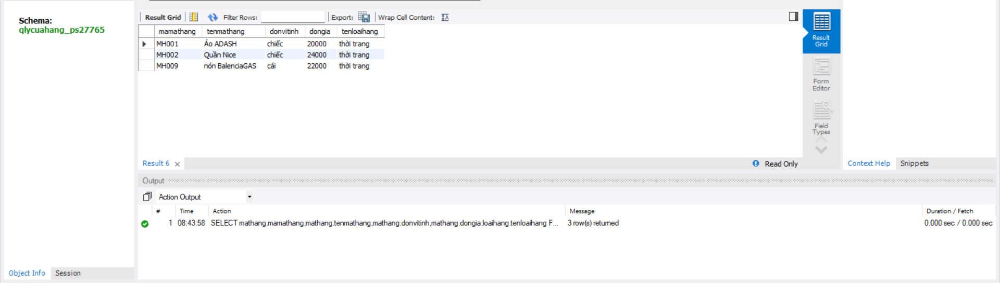 Schema:
qlycuahang_ps27765
Result Grid Filter Rows: Export: Wrap Cell Content:
mamathang tenmathang donvitinh dongia tenloaihang
MH001 Áo ADASH chiếc 20000 thời trang
MH002 Quần Nice chiếc 24000 thời trang
MH009 nón BalenciaGAS cái 22000 thời trang
Result
Grid
Form
Editor
Field
Types
Result 6
Read Only
Context Help Snippets
Output
Action Output
# Time Action Message Duration / Fetch
1 08:43:58 SELECT mathang.mamathang,mathang.tenmathang,mathang.donvitinh,mathang.dongia,loaihang.tenloaihang F... 3 row(s) returned 0.000 sec / 0.000 sec
Object Info Session